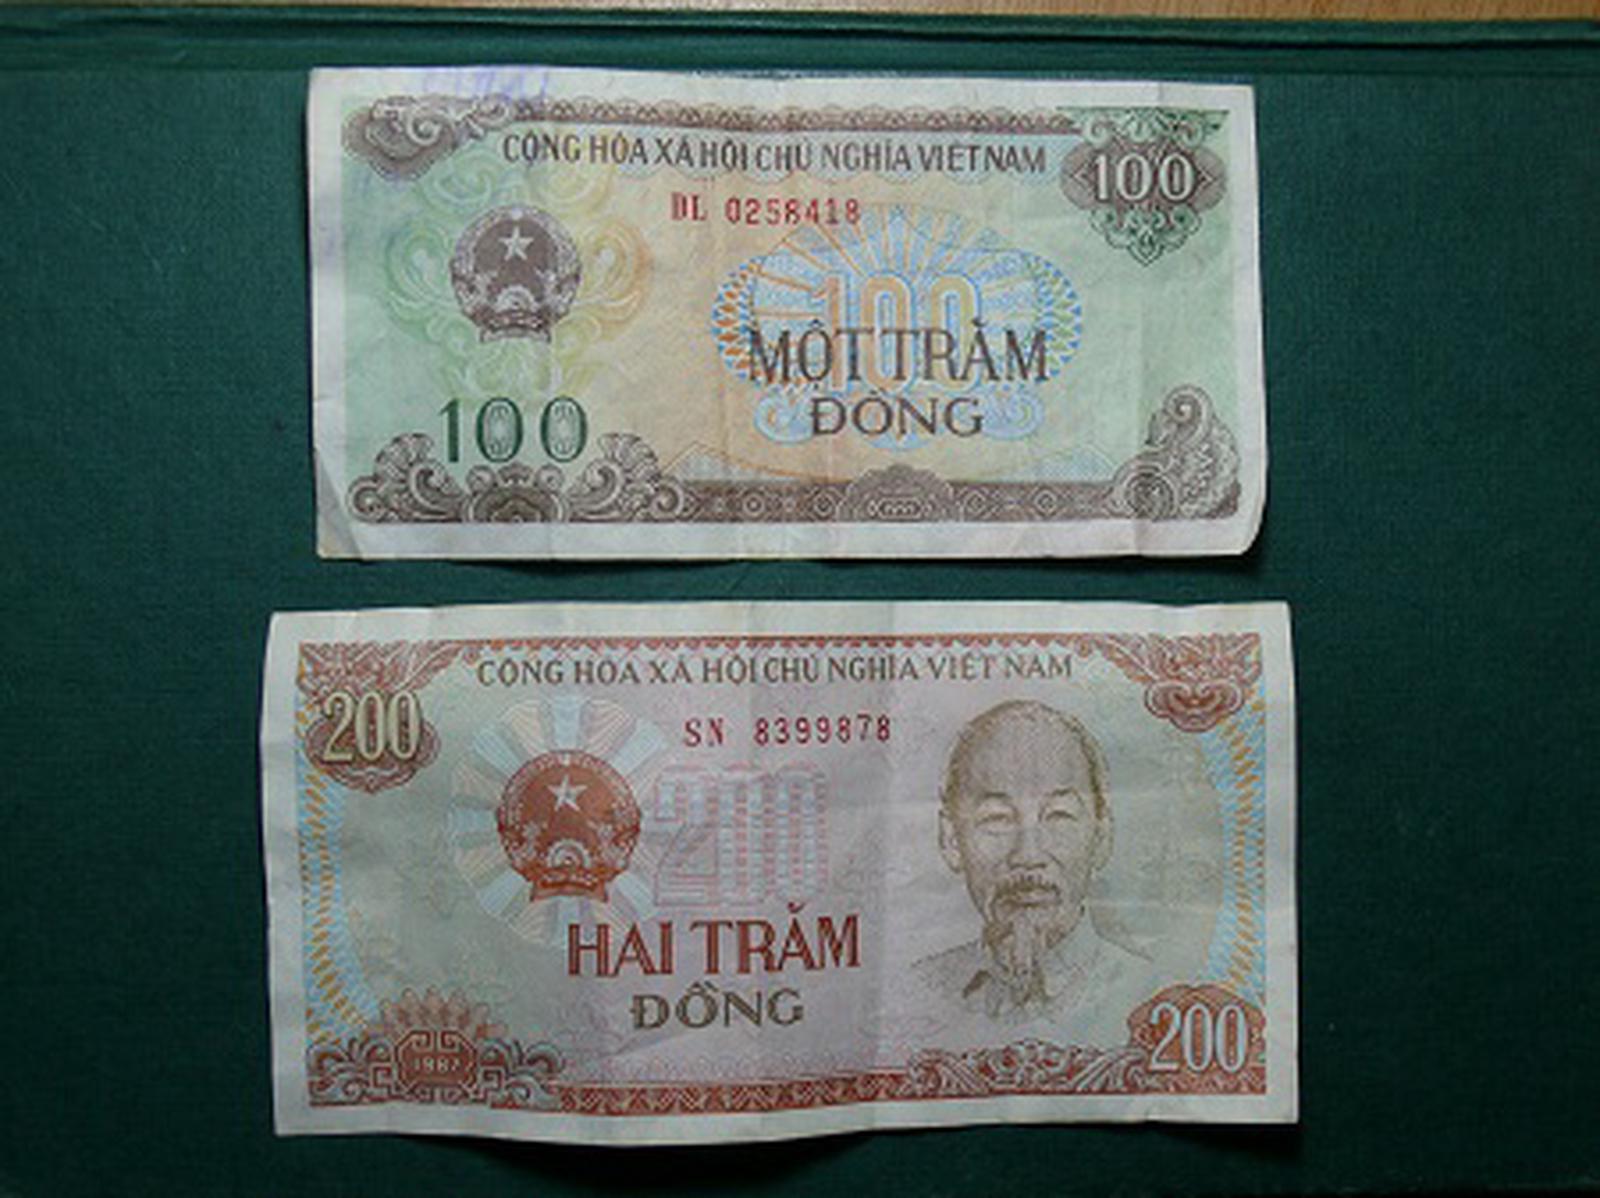 CỘNG HÒA XÃ HỘI CHỦ NGHĨA VIỆT NAM
100
DL 0258418
100
MỘT TRĂM
ĐỒNG
100
CỘNG HÒA XÃ HỘI CHỦ NGHĨA VIỆT NAM
200
SN 8399878
200
HAI TRĂM
ĐỒNG
1987
200